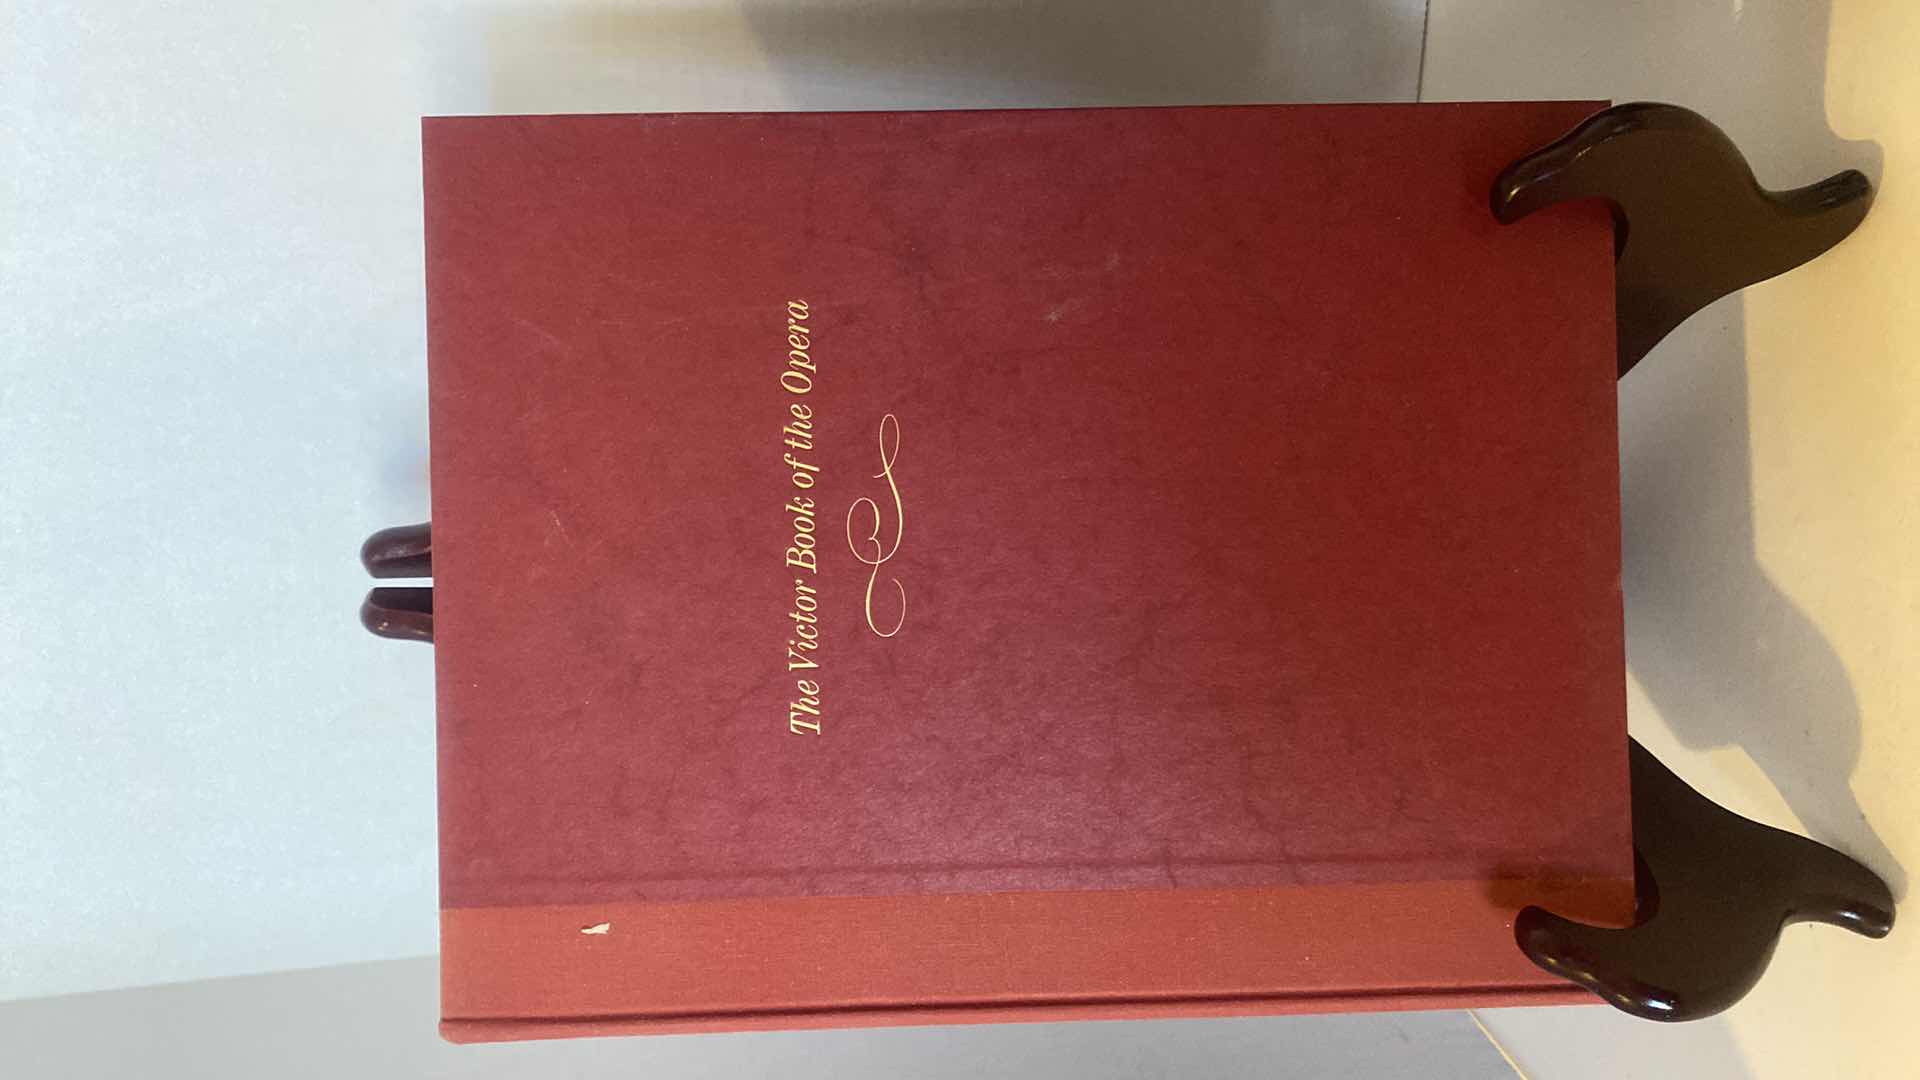 The Victor Book of the Opera